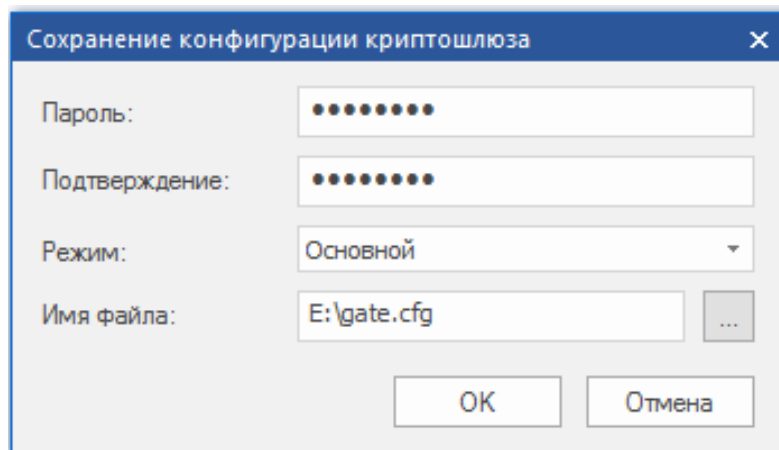 Сохранение конфигурации криптошлюза
Пароль: ••••••••
Подтверждение: ••••••••
Режим: Основной
Имя файла: E:\gate.cfg ...
OK Отмена